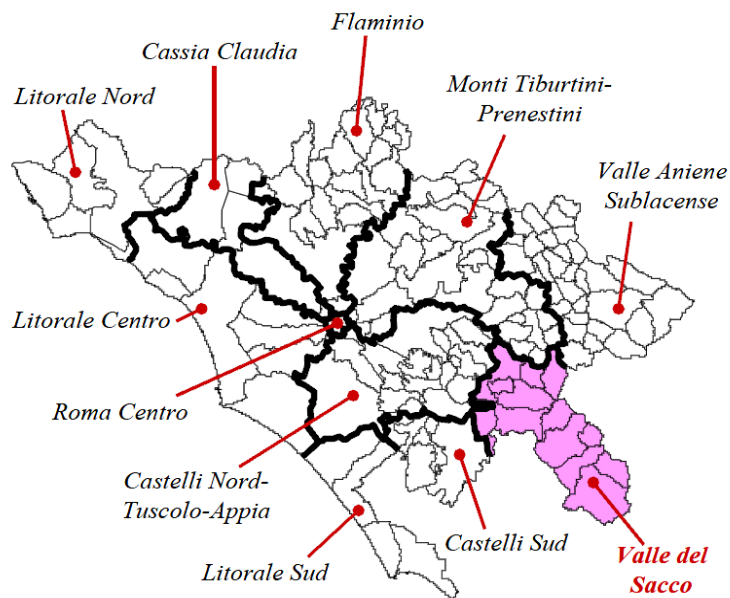 Flaminio
Cassia Claudia
Litorale Nord
Monti Tiburtini-
Prenestini
Valle Aniene
Sublacense
Litorale Centro
Roma Centro
Castelli Nord-
Tuscolo-Appia
Litorale Sud
Castelli Sud
Valle del
Sacco